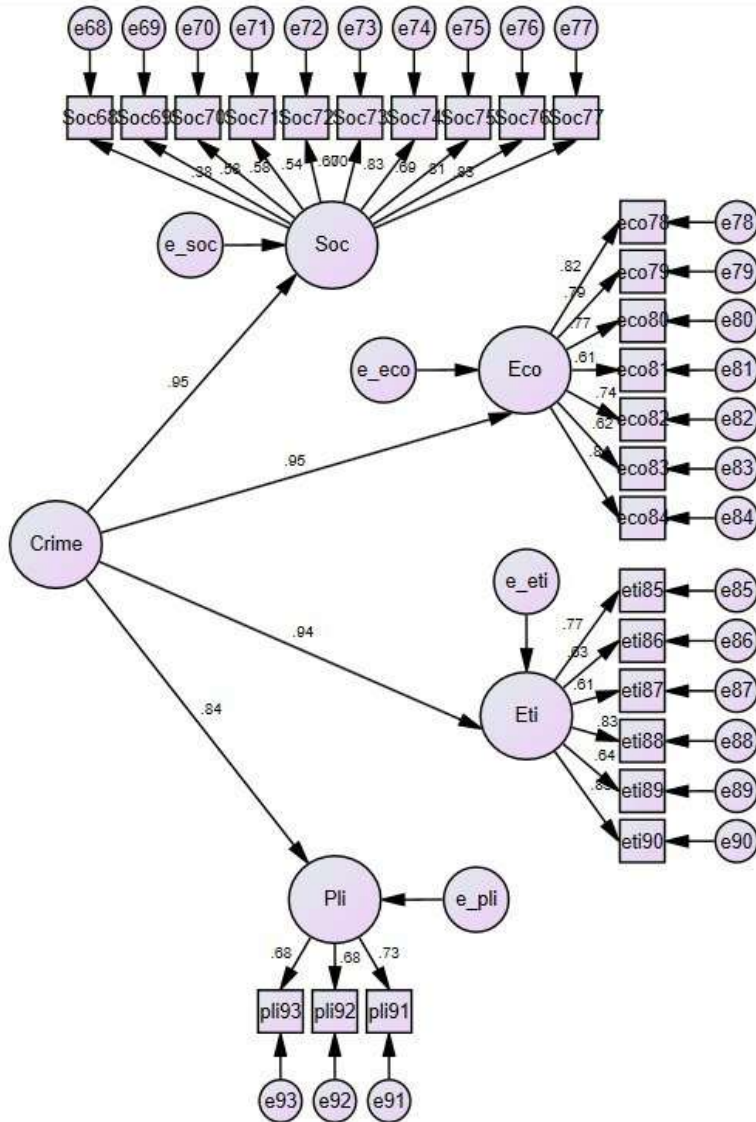 e68 e69 e70 e71 e72 e73 e74 e75 e76 e77
Soc68 Soc69 Soc70 Soc71 Soc72 Soc73 Soc74 Soc75 Soc76 Soc77
.58 .54 .83 .69
e_soc
Soc
eco78 e78
.82
eco79 e79
.79
eco80 e80
.77
e_eco
Eco
.61
eco81 e81
.74
eco82 e82
.62
eco83 e83
eco84 e84
.95
.95
Crime
e_eti
eti85 e85
.77
eti86 e86
.63
.94
eti87 e87
.61
Eti
.83
eti88 e88
.64
eti89 e89
eti90 e90
.84
Pli
e_pli
.68 .68 .73
pli93 pli92 pli91
e93 e92 e91